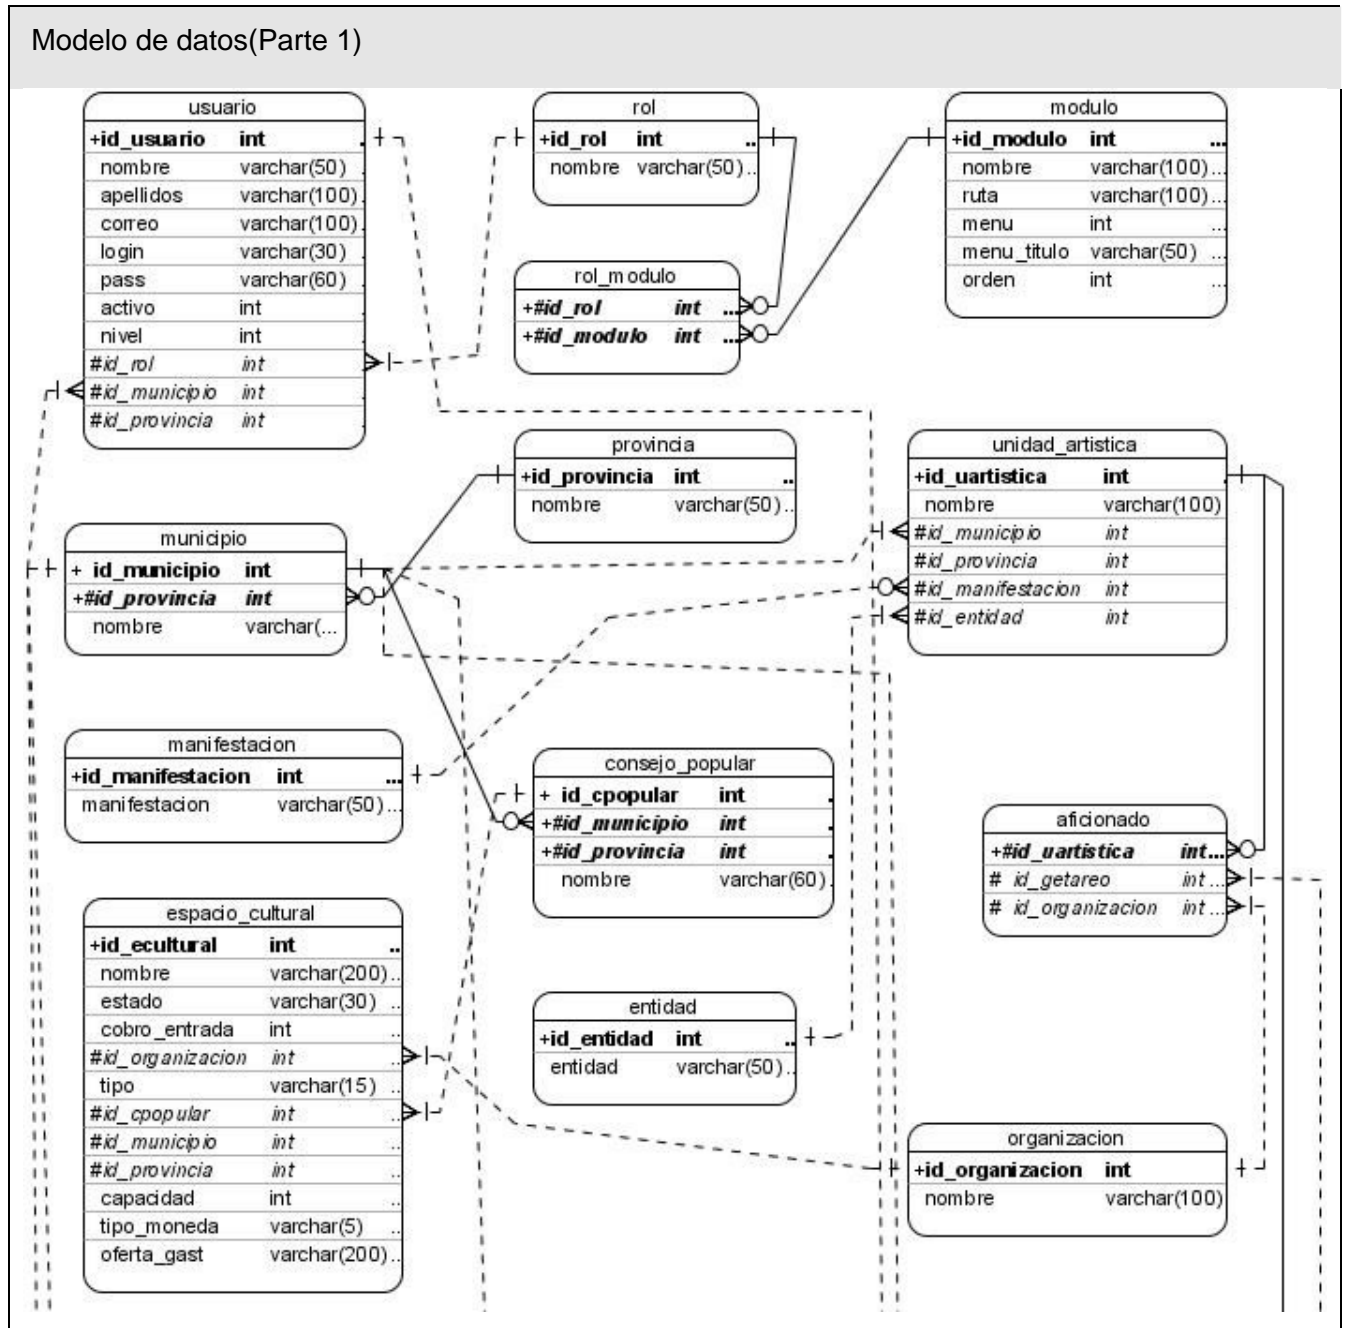 Modelo de datos(Parte 1)
usuario
+id_usuario int .
nombre varchar(50)
apellidos varchar(100).
correo varchar(100)
login varchar(30)
pass varchar(60)
activo int
nivel int
#id_rol int
#id_municipio int
#id_provincia int
rol
+id_rol int ..
nombre varchar(50)..
modulo
+id_modulo int ...
nombre varchar(100)...
ruta varchar(100)...
menu int ...
menu_titulo varchar(50) ...
orden int ...
rol_modulo
+#id_rol int ...
+#id_modulo int ...
provincia
+id_provincia int ..
nombre varchar(50)..
unidad_artistica
+id_uartistica int .
nombre varchar(100)
#id_municipio int
#id_provincia int
#id_manifestacion int
#id_entidad int
municipio
+ id_municipio int
+#id_provincia int
nombre varchar(...
manifestacion
+id_manifestacion int ...
manifestacion varchar(50)...
consejo_popular
+ id_cpopular int .
+#id_municipio int .
+#id_provincia int .
nombre varchar(60).
aficionado
+#id_uartistica int...
# id_getareo int ...
# id_organizacion int ...
espacio_cultural
+id_ecultural int ..
nombre varchar(200)..
estado varchar(30) ..
cobro_entrada int ..
#id_organizacion int ..
tipo varchar(15) ..
#id_cpopular int ..
#id_municipio int ..
#id_provincia int ..
capacidad int ..
tipo_moneda varchar(5) ..
oferta_gast varchar(200)..
entidad
+id_entidad int ..
entidad varchar(50)..
organizacion
+id_organizacion int
nombre varchar(100)